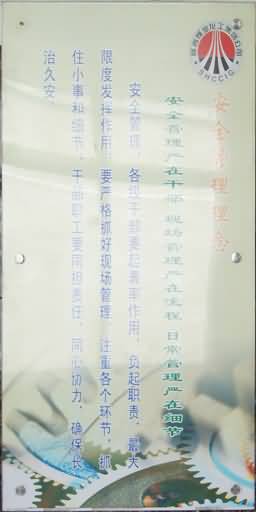 SHCCIG
安全管理理念
安全管理严在干部 现场管理严在流程 日常管理严在细节
安全管理，各级干部要起表率作用，负起职责，最大
限度发挥作用，要严格抓好现场管理，注重各个环节，抓
住小事和细节，干部职工要用担责任，同心协力，确保长
治久安。